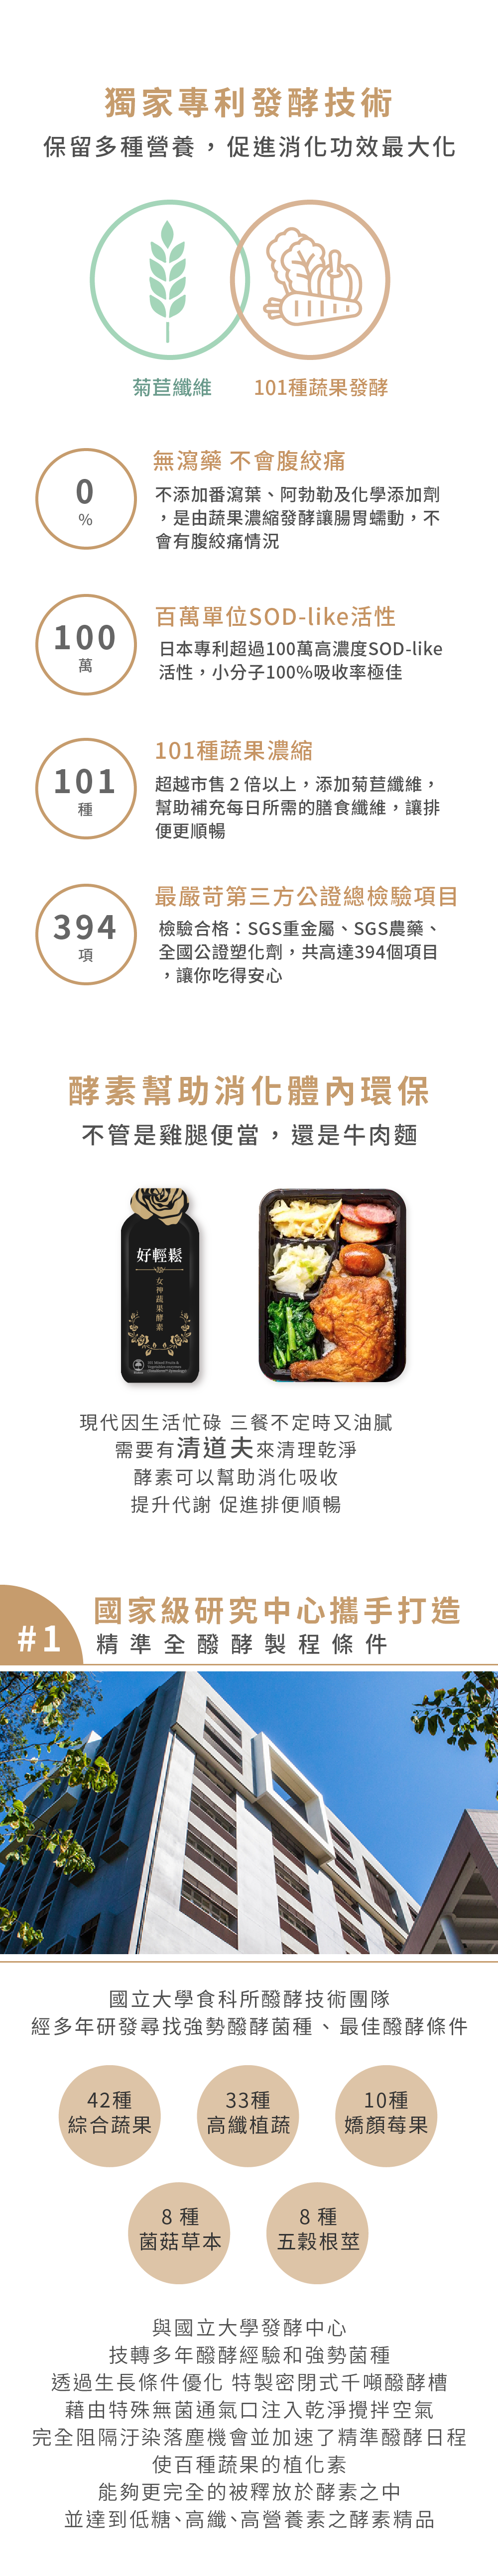 獨家專利發酵技術
保留多種營養，促進消化功效最大化
菊苣纖維
101種蔬果發酵
0
%
無瀉藥 不會腹絞痛
不添加番瀉葉、阿勃勒及化學添加劑
，是由蔬果濃縮發酵讓腸胃蠕動，不
會有腹絞痛情況
100
萬
百萬單位SOD-like活性
日本專利超過100萬高濃度SOD-like
活性，小分子100%吸收率極佳
101
種
101種蔬果濃縮
超越市售 2 倍以上，添加菊苣纖維，
幫助補充每日所需的膳食纖維，讓排
便更順暢
394
項
最嚴苛第三方公證總檢驗項目
檢驗合格：SGS重金屬、SGS農藥、
全國公證塑化劑，共高達394個項目
，讓你吃得安心
酵素幫助消化體內環保
不管是雞腿便當，還是牛肉麵
好輕鬆
女神蔬果酵素
現代因生活忙碌 三餐不定時又油膩
需要有清道夫來清理乾淨
酵素可以幫助消化吸收
提升代謝 促進排便順暢
#1
國家級研究中心攜手打造
精準全醱酵製程條件
國立大學食科所醱酵技術團隊
經多年研發尋找強勢醱酵菌種、最佳醱酵條件
42種
綜合蔬果
33種
高纖植蔬
10種
嬌顏莓果
8 種
菌菇草本
8 種
五穀根莖
與國立大學發酵中心
技轉多年醱酵經驗和強勢菌種
透過生長條件優化 特製密閉式千噸醱酵槽
藉由特殊無菌通氣口注入乾淨攪拌空氣
完全阻隔汙染落塵機會並加速了精準醱酵日程
使百種蔬果的植化素
能夠更完全的被釋放於酵素之中
並達到低糖、高纖、高營養素之酵素精品